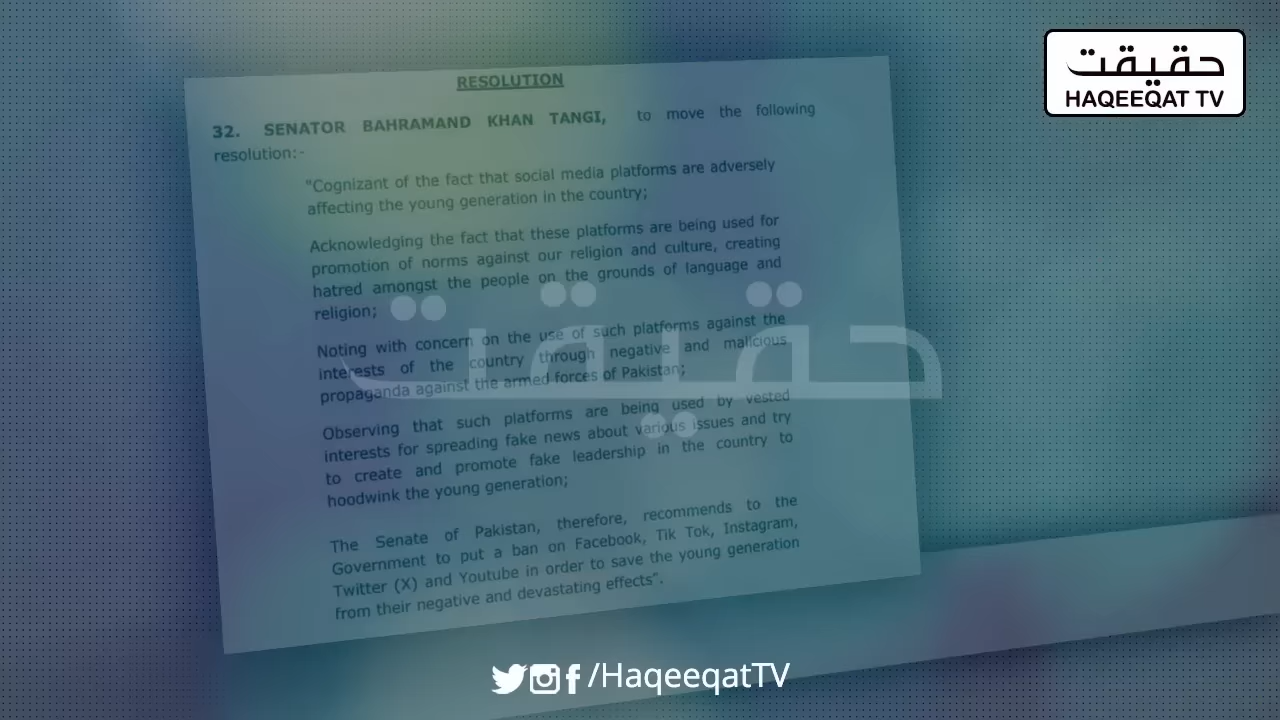 حقیقت
HAQEEQAT TV
RESOLUTION
32. SENATOR BAHRAMAND KHAN TANGI, to move the following
resolution:-
"Cognizant of the fact that social media platforms are adversely
affecting the young generation in the country;
Acknowledging the fact that these platforms are being used for
promotion of norms against our religion and culture, creating
hatred amongst the people on the grounds of language and
religion;
Noting with concern on the use of such platforms against the
interests of the country through negative and malicious
propaganda against the armed forces of Pakistan;
Observing that such platforms are being used by vested
interests for spreading fake news about various issues and try
to create and promote fake leadership in the country to
hoodwink the young generation;
The Senate of Pakistan, therefore, recommends to the
Government to put a ban on Facebook, Tik Tok, Instagram,
Twitter (X) and Youtube in order to save the young generation
from their negative and devastating effects".
حقیقت
/HaqeeqatTV